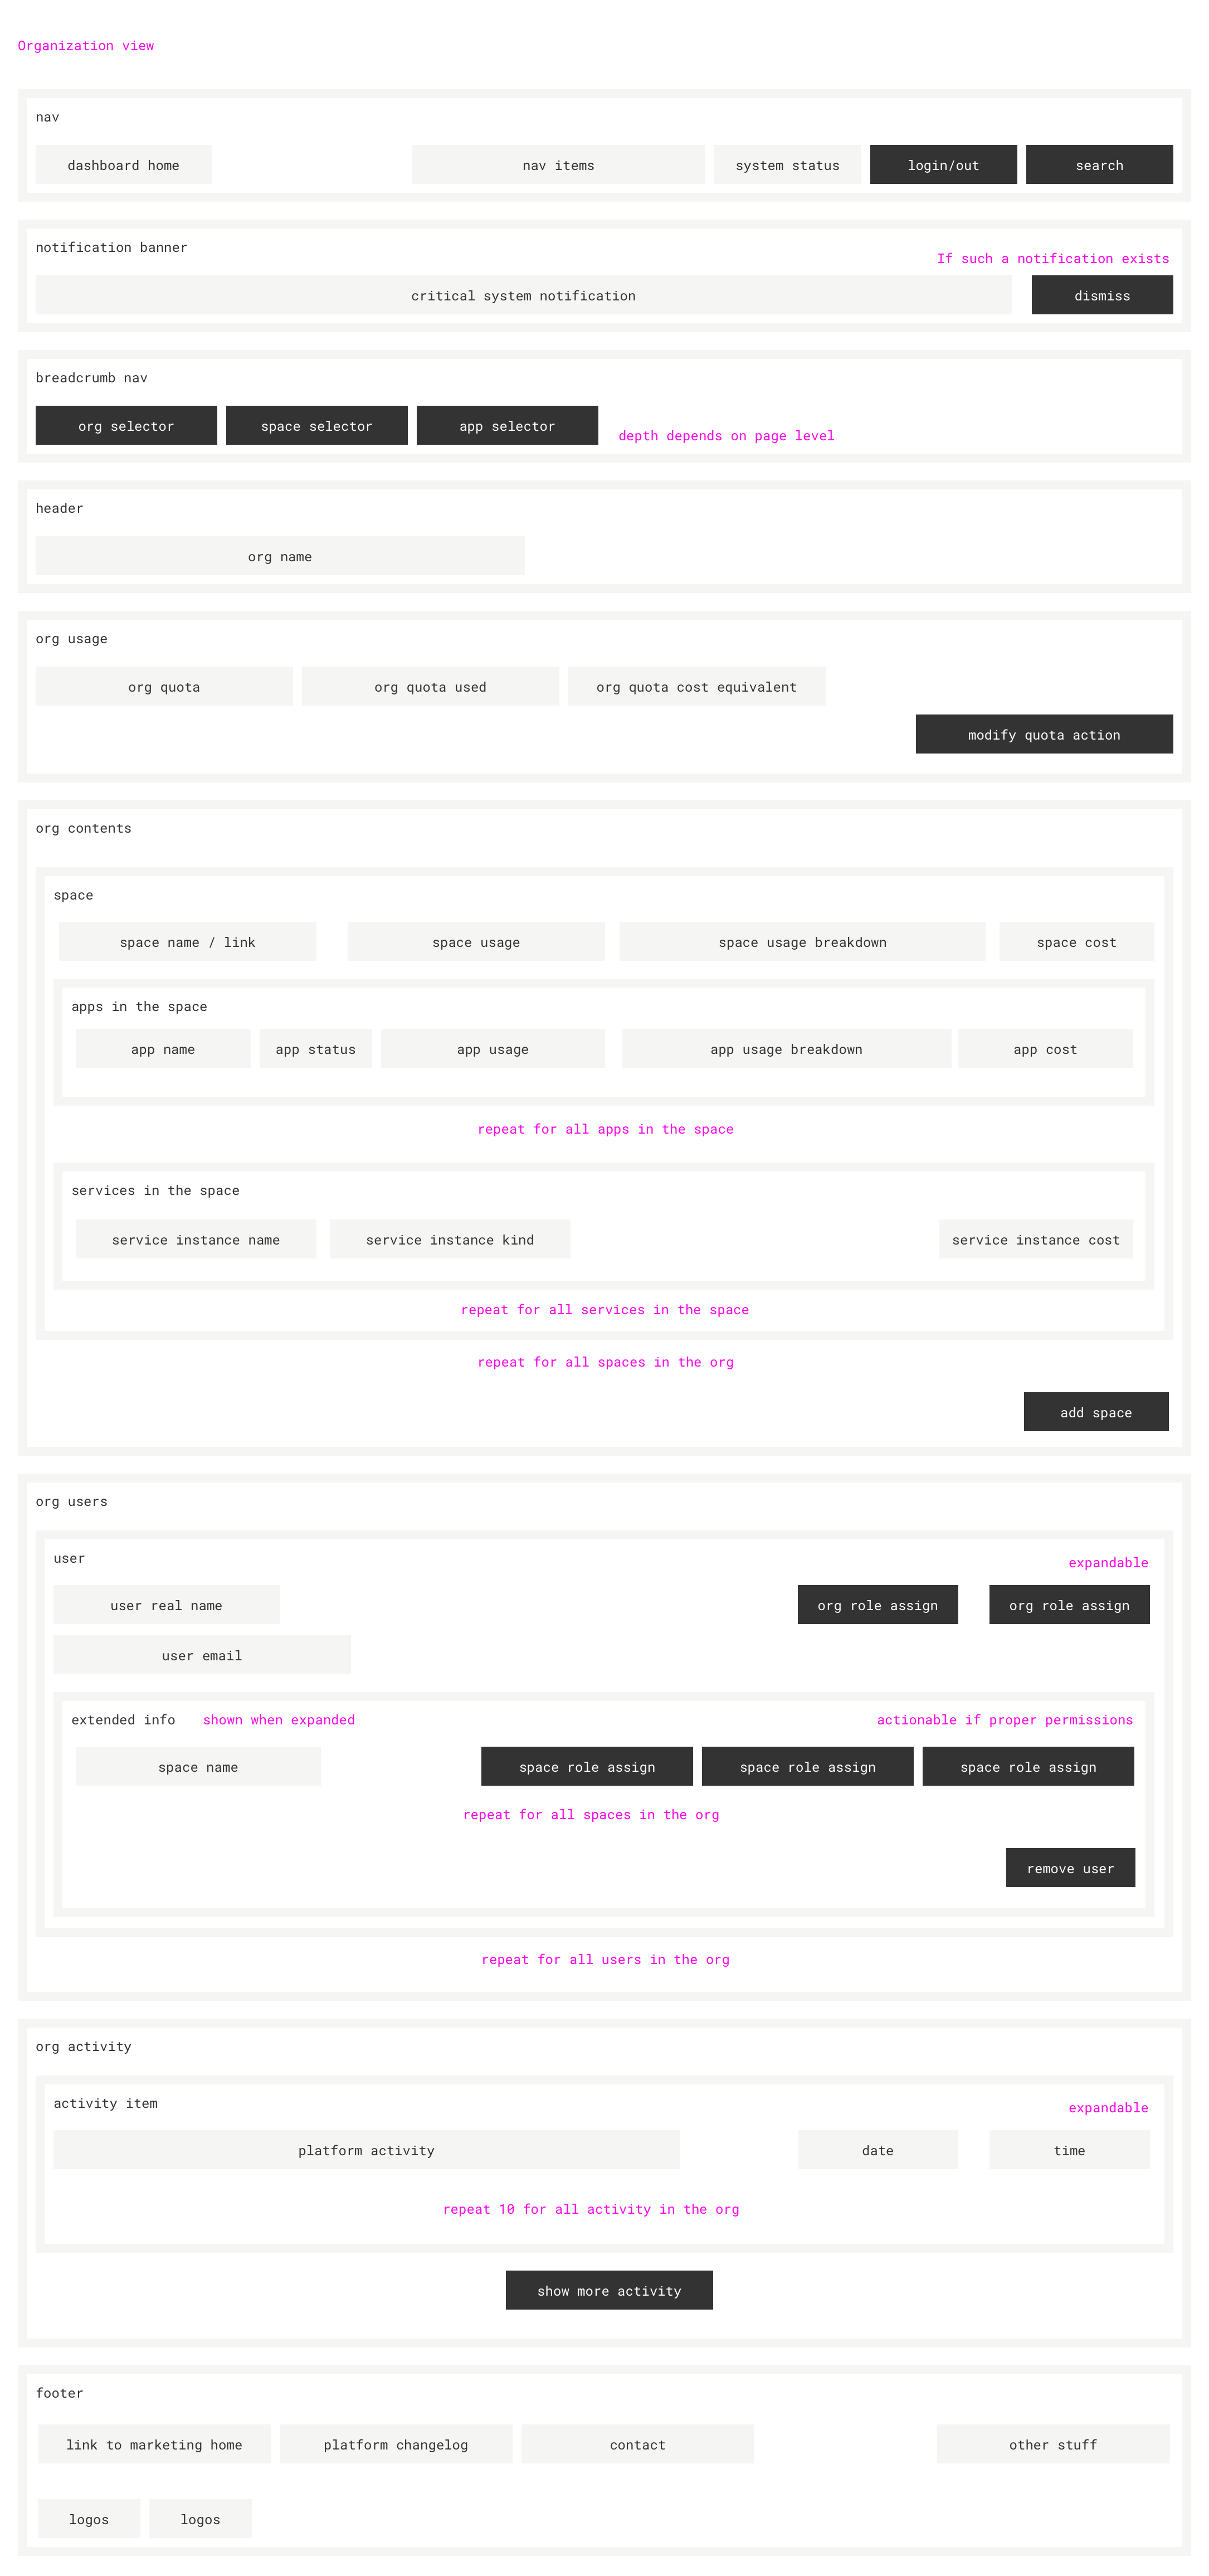 Organization view
nav
dashboard home
nav items
system status
login/out
search
notification banner
If such a notification exists
critical system notification
dismiss
breadcrumb nav
org selector
space selector
app selector
depth depends on page level
header
org name
org usage
org quota
org quota used
org quota cost equivalent
modify quota action
org contents
space
space name / link
space usage
space usage breakdown
space cost
apps in the space
app name
app status
app usage
app usage breakdown
app cost
repeat for all apps in the space
services in the space
service instance name
service instance kind
service instance cost
repeat for all services in the space
repeat for all spaces in the org
add space
org users
user
expandable
user real name
org role assign
org role assign
user email
extended info
shown when expanded
actionable if proper permissions
space name
space role assign
space role assign
space role assign
repeat for all spaces in the org
remove user
repeat for all users in the org
org activity
activity item
expandable
platform activity
date
time
repeat 10 for all activity in the org
show more activity
footer
link to marketing home
platform changelog
contact
other stuff
logos
logos